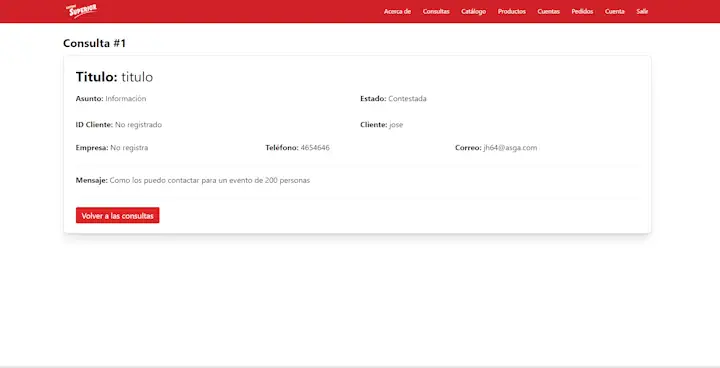 SUPERIOR
Acerca de Consultas Catálogo Productos Cuentas Pedidos Cuenta Salir
Consulta #1
Titulo: titulo
Asunto: Información Estado: Contestada
ID Cliente: No registrado Cliente: jose
Empresa: No registra Teléfono: 4654646 Correo: jh64@asga.com
Mensaje: Como los puedo contactar para un evento de 200 personas
Volver a las consultas